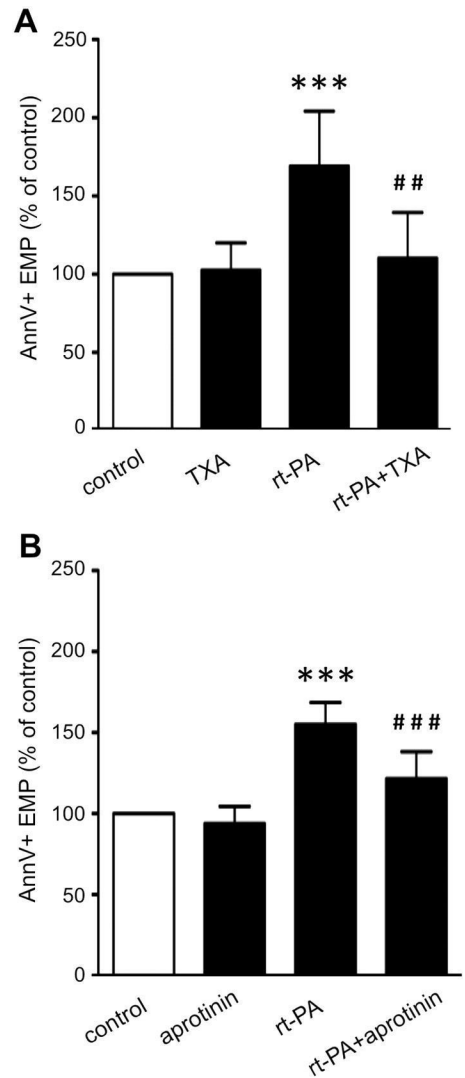 A
250
200
150
100
50
0
AnnV+ EMP (% of control)
***
##
control
TXA
rt-PA
rt-PA+TXA
B
250
200
150
100
50
0
AnnV+ EMP (% of control)
***
###
control
aprotinin
rt-PA
rt-PA+aprotinin